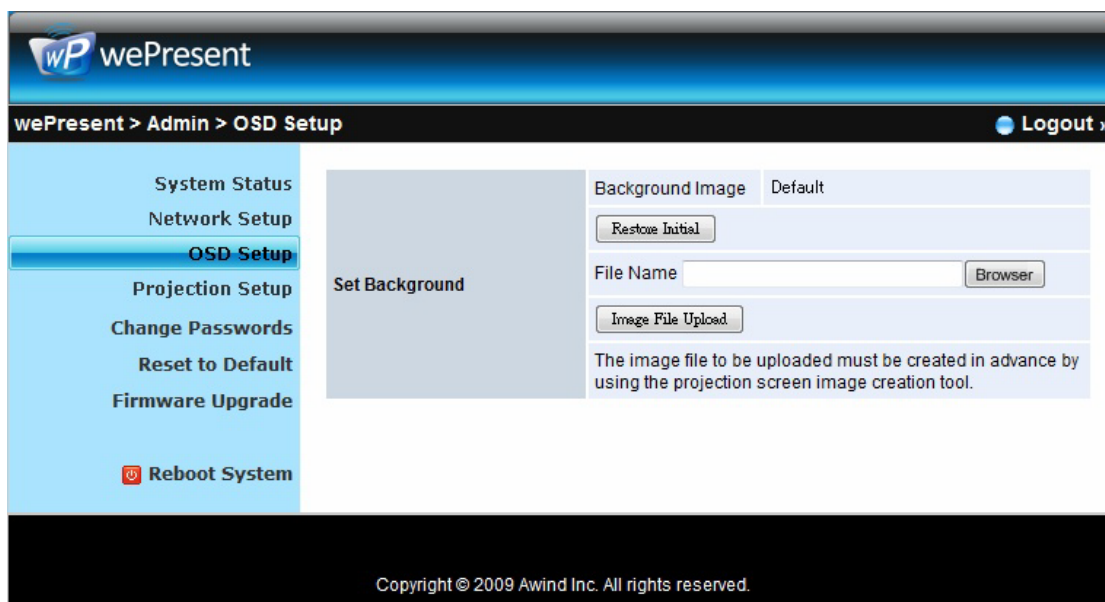 wP wePresent
wePresent > Admin > OSD Setup
Logout »
System Status
Network Setup
OSD Setup
Projection Setup
Change Passwords
Reset to Default
Firmware Upgrade
Reboot System
Set Background
Background Image Default
Restore Initial
File Name Browser
Image File Upload
The image file to be uploaded must be created in advance by
using the projection screen image creation tool.
Copyright © 2009 Awind Inc. All rights reserved.